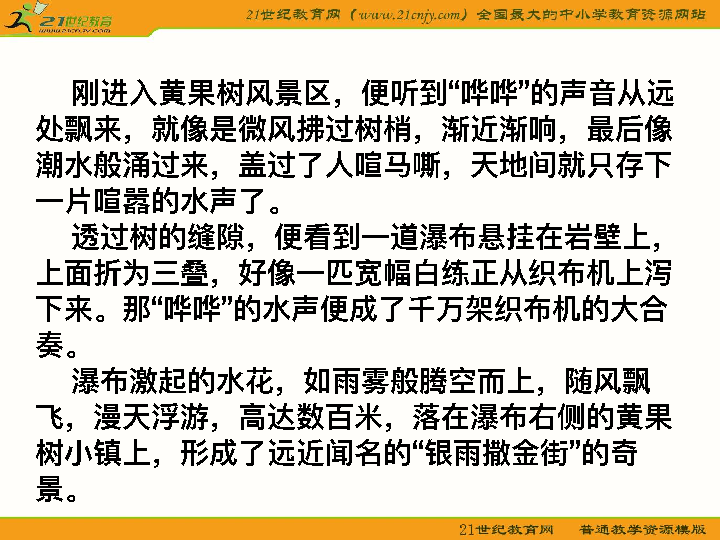 21世纪教育
www.21cnjy.com
21世纪教育网（www.21cnjy.com）全国最大的中小学教育资源网站
刚进入黄果树风景区，便听到“哗哗”的声音从远
处飘来，就像是微风拂过树梢，渐近渐响，最后像
潮水般涌过来，盖过了人喧马嘶，天地间就只存下
一片喧嚣的水声了。
透过树的缝隙，便看到一道瀑布悬挂在岩壁上，
上面折为三叠，好像一匹宽幅白练正从织布机上泻
下来。那“哗哗”的水声便成了千万架织布机的大合
奏。
瀑布激起的水花，如雨雾般腾空而上，随风飘
飞，漫天浮游，高达数百米，落在瀑布右侧的黄果
树小镇上，形成了远近闻名的“银雨撒金街”的奇
景。
21世纪教育网　　普通教学资源模版